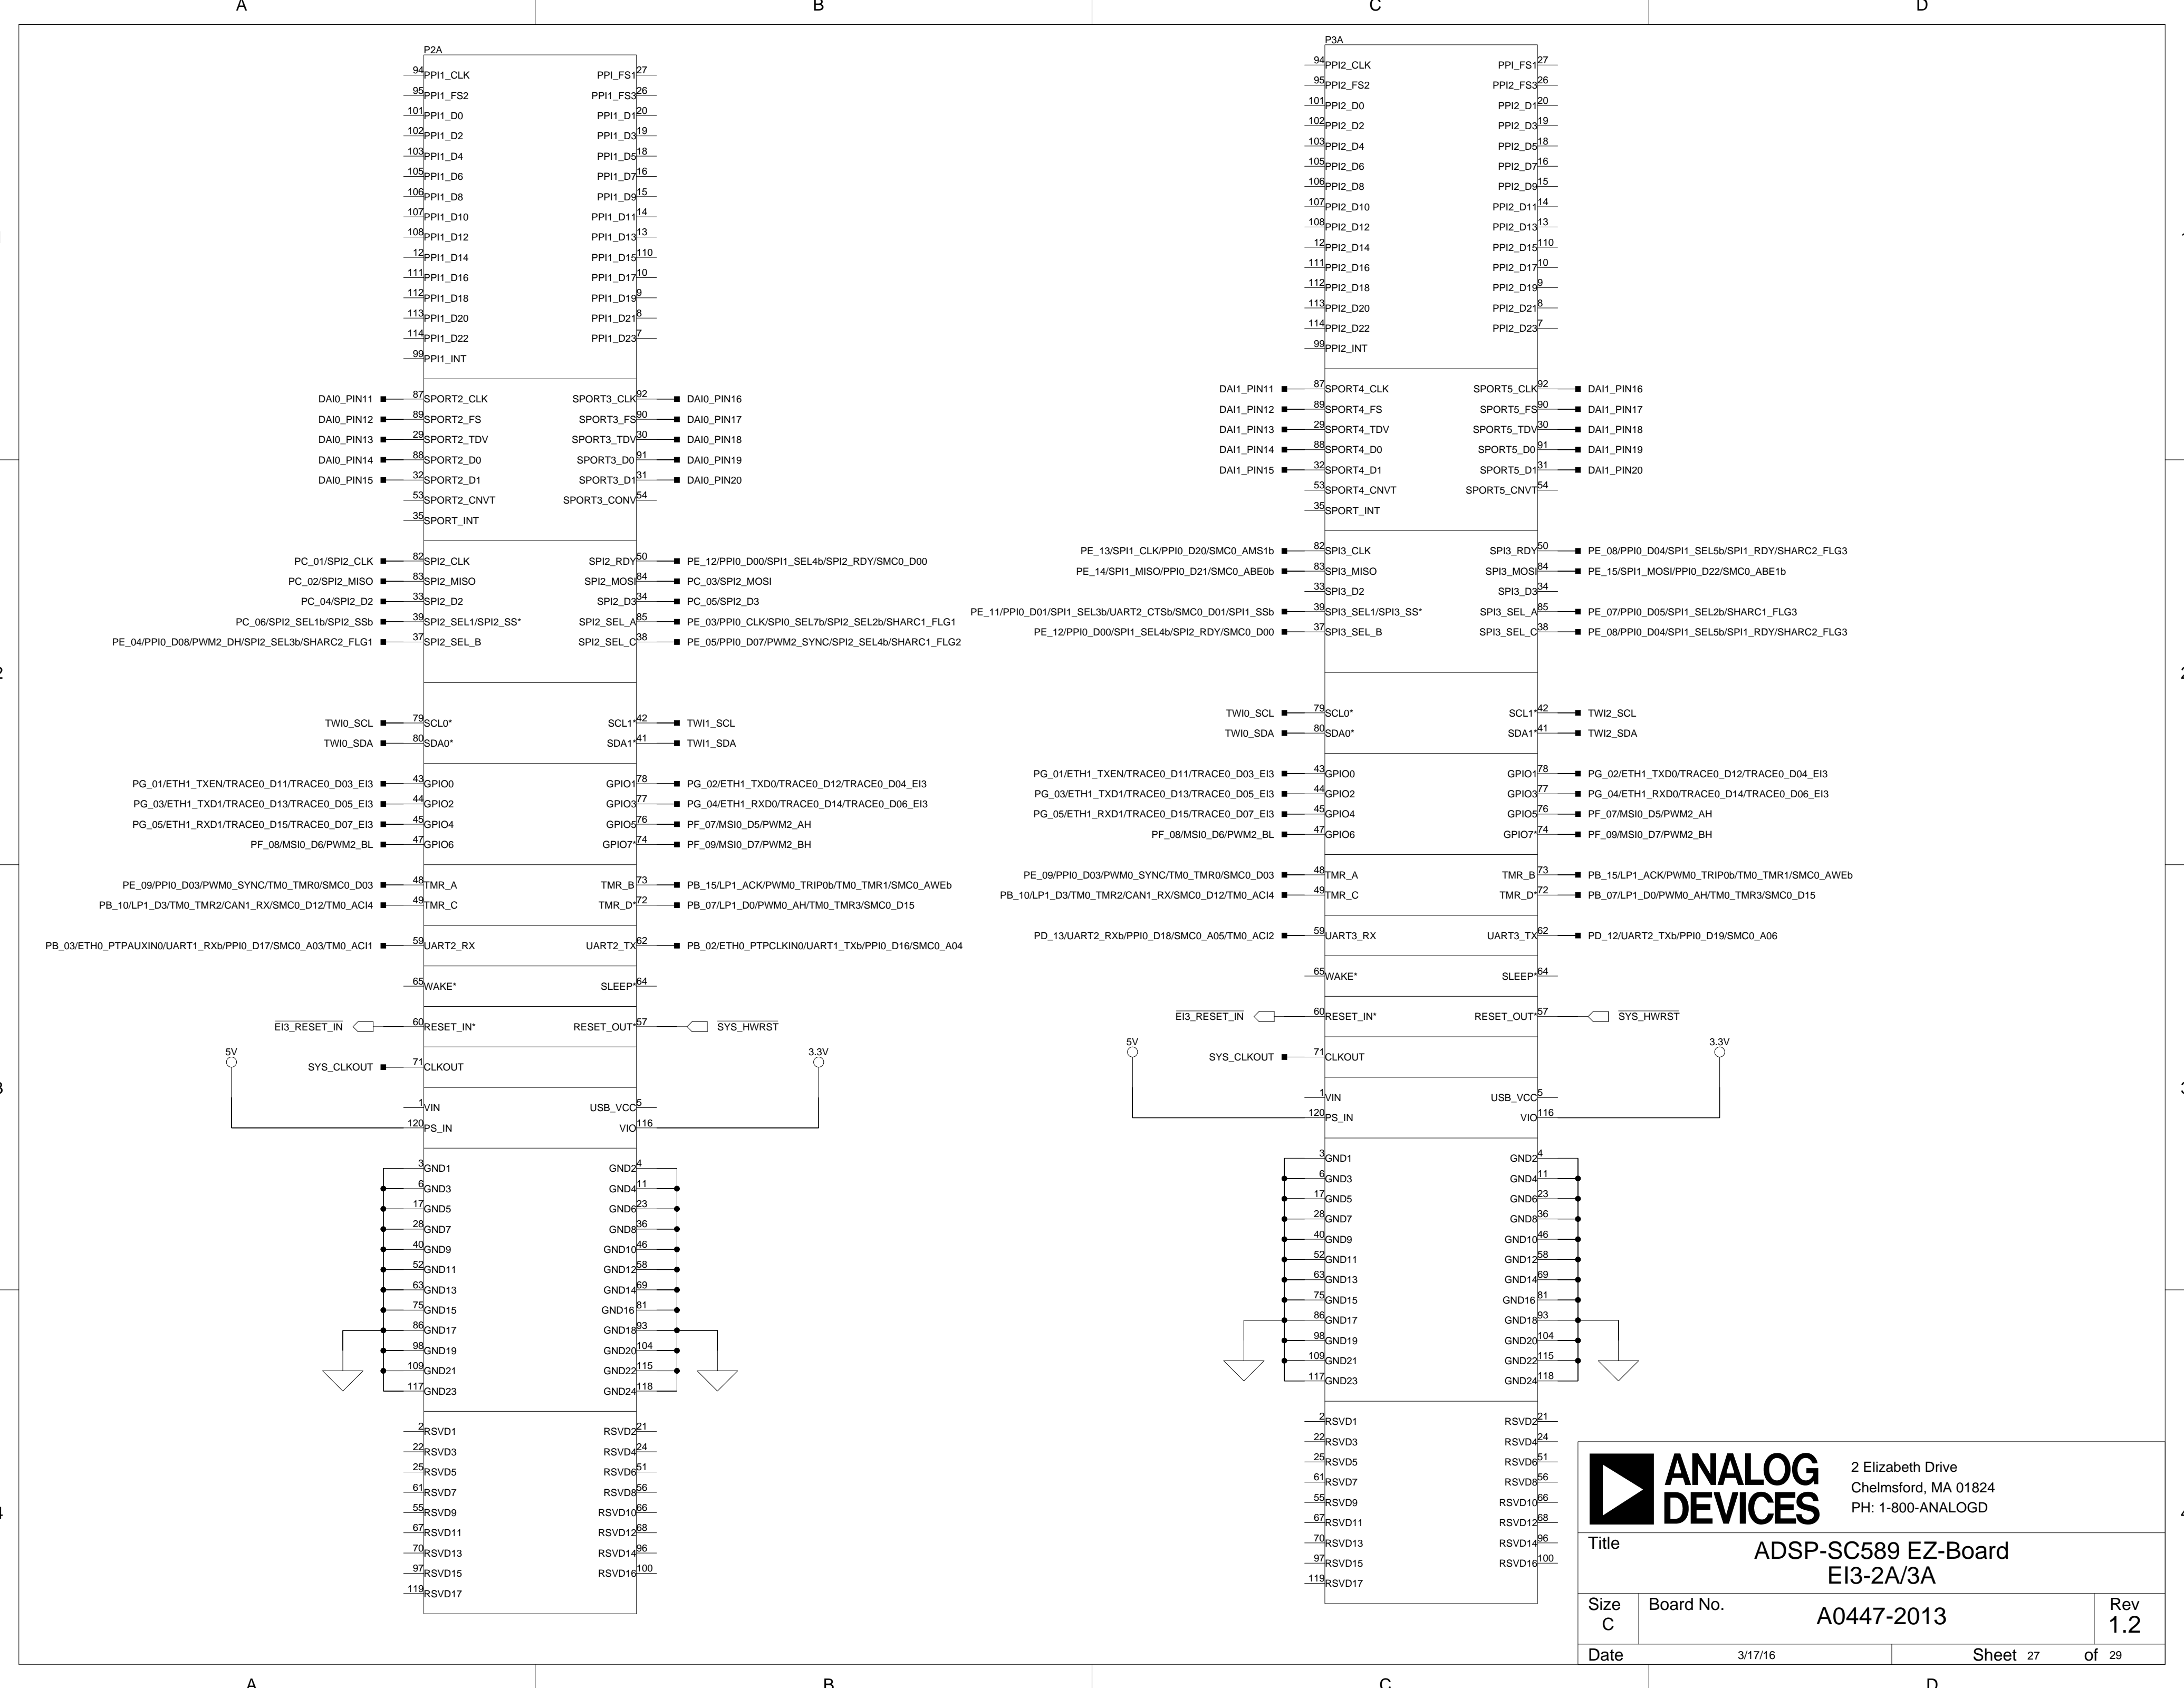 A B C D
P2A
94 PPI1_CLK PPI_FS1 27
95 PPI1_FS2 PPI1_FS3 26
101 PPI1_D0 PPI1_D1 20
102 PPI1_D2 PPI1_D3 19
103 PPI1_D4 PPI1_D5 18
105 PPI1_D6 PPI1_D7 16
106 PPI1_D8 PPI1_D9 15
107 PPI1_D10 PPI1_D11 14
108 PPI1_D12 PPI1_D13 13
12 PPI1_D14 PPI1_D15 110
111 PPI1_D16 PPI1_D17 10
112 PPI1_D18 PPI1_D19 9
113 PPI1_D20 PPI1_D21 8
114 PPI1_D22 PPI1_D23 7
99 PPI1_INT
DAI0_PIN11 87 SPORT2_CLK SPORT3_CLK 92 DAI0_PIN16
DAI0_PIN12 89 SPORT2_FS SPORT3_FS 90 DAI0_PIN17
DAI0_PIN13 29 SPORT2_TDV SPORT3_TDV 30 DAI0_PIN18
DAI0_PIN14 88 SPORT2_D0 SPORT3_D0 91 DAI0_PIN19
DAI0_PIN15 32 SPORT2_D1 SPORT3_D1 31 DAI0_PIN20
53 SPORT2_CNVT SPORT3_CONV 54
35 SPORT_INT
PC_01/SPI2_CLK 82 SPI2_CLK SPI2_RDY 50 PE_12/PPI0_D00/SPI1_SEL4b/SPI2_RDY/SMC0_D00
PC_02/SPI2_MISO 83 SPI2_MISO SPI2_MOSI 84 PC_03/SPI2_MOSI
PC_04/SPI2_D2 33 SPI2_D2 SPI2_D3 34 PC_05/SPI2_D3
PC_06/SPI2_SEL1b/SPI2_SSb 39 SPI2_SEL1/SPI2_SS* SPI2_SEL_A 85 PE_03/PPI0_CLK/SPI0_SEL7b/SPI2_SEL2b/SHARC1_FLG1
PE_04/PPI0_D08/PWM2_DH/SPI2_SEL3b/SHARC2_FLG1 37 SPI2_SEL_B SPI2_SEL_C 38 PE_05/PPI0_D07/PWM2_SYNC/SPI2_SEL4b/SHARC1_FLG2
TWI0_SCL 79 SCL0* SCL1* 42 TWI1_SCL
TWI0_SDA 80 SDA0* SDA1* 41 TWI1_SDA
PG_01/ETH1_TXEN/TRACE0_D11/TRACE0_D03_EI3 43 GPIO0 GPIO1 78 PG_02/ETH1_TXD0/TRACE0_D12/TRACE0_D04_EI3
PG_03/ETH1_TXD1/TRACE0_D13/TRACE0_D05_EI3 44 GPIO2 GPIO3 77 PG_04/ETH1_RXD0/TRACE0_D14/TRACE0_D06_EI3
PG_05/ETH1_RXD1/TRACE0_D15/TRACE0_D07_EI3 45 GPIO4 GPIO5 76 PF_07/MSI0_D5/PWM2_AH
PF_08/MSI0_D6/PWM2_BL 47 GPIO6 GPIO7* 74 PF_09/MSI0_D7/PWM2_BH
PE_09/PPI0_D03/PWM0_SYNC/TM0_TMR0/SMC0_D03 48 TMR_A TMR_B 73 PB_15/LP1_ACK/PWM0_TRIP0b/TM0_TMR1/SMC0_AWEb
PB_10/LP1_D3/TM0_TMR2/CAN1_RX/SMC0_D12/TM0_ACI4 49 TMR_C TMR_D* 72 PB_07/LP1_D0/PWM0_AH/TM0_TMR3/SMC0_D15
PB_03/ETH0_PTPAUXIN0/UART1_RXb/PPI0_D17/SMC0_A03/TM0_ACI1 59 UART2_RX UART2_TX 62 PB_02/ETH0_PTPCLKIN0/UART1_TXb/PPI0_D16/SMC0_A04
65 WAKE* SLEEP* 64
EI3_RESET_IN 60 RESET_IN* RESET_OUT* 57 SYS_HWRST
5V 3.3V
SYS_CLKOUT 71 CLKOUT
1 VIN USB_VCC 5
120 PS_IN VIO 116
3 GND1 GND2 4
6 GND3 GND4 11
17 GND5 GND6 23
28 GND7 GND8 36
40 GND9 GND10 46
52 GND11 GND12 58
63 GND13 GND14 69
75 GND15 GND16 81
86 GND17 GND18 93
98 GND19 GND20 104
109 GND21 GND22 115
117 GND23 GND24 118
2 RSVD1 RSVD2 21
22 RSVD3 RSVD4 24
25 RSVD5 RSVD6 51
61 RSVD7 RSVD8 56
55 RSVD9 RSVD10 66
67 RSVD11 RSVD12 68
70 RSVD13 RSVD14 96
97 RSVD15 RSVD16 100
119 RSVD17
P3A
94 PPI2_CLK PPI_FS1 27
95 PPI2_FS2 PPI2_FS3 26
101 PPI2_D0 PPI2_D1 20
102 PPI2_D2 PPI2_D3 19
103 PPI2_D4 PPI2_D5 18
105 PPI2_D6 PPI2_D7 16
106 PPI2_D8 PPI2_D9 15
107 PPI2_D10 PPI2_D11 14
108 PPI2_D12 PPI2_D13 13
12 PPI2_D14 PPI2_D15 110
111 PPI2_D16 PPI2_D17 10
112 PPI2_D18 PPI2_D19 9
113 PPI2_D20 PPI2_D21 8
114 PPI2_D22 PPI2_D23 7
99 PPI2_INT
DAI1_PIN11 87 SPORT4_CLK SPORT5_CLK 92 DAI1_PIN16
DAI1_PIN12 89 SPORT4_FS SPORT5_FS 90 DAI1_PIN17
DAI1_PIN13 29 SPORT4_TDV SPORT5_TDV 30 DAI1_PIN18
DAI1_PIN14 88 SPORT4_D0 SPORT5_D0 91 DAI1_PIN19
DAI1_PIN15 32 SPORT4_D1 SPORT5_D1 31 DAI1_PIN20
53 SPORT4_CNVT SPORT5_CNVT 54
35 SPORT_INT
PE_13/SPI1_CLK/PPI0_D20/SMC0_AMS1b 82 SPI3_CLK SPI3_RDY 50 PE_08/PPI0_D04/SPI1_SEL5b/SPI1_RDY/SHARC2_FLG3
PE_14/SPI1_MISO/PPI0_D21/SMC0_ABE0b 83 SPI3_MISO SPI3_MOSI 84 PE_15/SPI1_MOSI/PPI0_D22/SMC0_ABE1b
33 SPI3_D2 SPI3_D3 34
PE_11/PPI0_D01/SPI1_SEL3b/UART2_CTSb/SMC0_D01/SPI1_SSb 39 SPI3_SEL1/SPI3_SS* SPI3_SEL_A 85 PE_07/PPI0_D05/SPI1_SEL2b/SHARC1_FLG3
PE_12/PPI0_D00/SPI1_SEL4b/SPI2_RDY/SMC0_D00 37 SPI3_SEL_B SPI3_SEL_C 38 PE_08/PPI0_D04/SPI1_SEL5b/SPI1_RDY/SHARC2_FLG3
TWI0_SCL 79 SCL0* SCL1* 42 TWI2_SCL
TWI0_SDA 80 SDA0* SDA1* 41 TWI2_SDA
PG_01/ETH1_TXEN/TRACE0_D11/TRACE0_D03_EI3 43 GPIO0 GPIO1 78 PG_02/ETH1_TXD0/TRACE0_D12/TRACE0_D04_EI3
PG_03/ETH1_TXD1/TRACE0_D13/TRACE0_D05_EI3 44 GPIO2 GPIO3 77 PG_04/ETH1_RXD0/TRACE0_D14/TRACE0_D06_EI3
PG_05/ETH1_RXD1/TRACE0_D15/TRACE0_D07_EI3 45 GPIO4 GPIO5 76 PF_07/MSI0_D5/PWM2_AH
PF_08/MSI0_D6/PWM2_BL 47 GPIO6 GPIO7* 74 PF_09/MSI0_D7/PWM2_BH
PE_09/PPI0_D03/PWM0_SYNC/TM0_TMR0/SMC0_D03 48 TMR_A TMR_B 73 PB_15/LP1_ACK/PWM0_TRIP0b/TM0_TMR1/SMC0_AWEb
PB_10/LP1_D3/TM0_TMR2/CAN1_RX/SMC0_D12/TM0_ACI4 49 TMR_C TMR_D* 72 PB_07/LP1_D0/PWM0_AH/TM0_TMR3/SMC0_D15
PD_13/UART2_RXb/PPI0_D18/SMC0_A05/TM0_ACI2 59 UART3_RX UART3_TX 62 PD_12/UART2_TXb/PPI0_D19/SMC0_A06
65 WAKE* SLEEP* 64
EI3_RESET_IN 60 RESET_IN* RESET_OUT* 57 SYS_HWRST
5V 3.3V
SYS_CLKOUT 71 CLKOUT
1 VIN USB_VCC 5
120 PS_IN VIO 116
3 GND1 GND2 4
6 GND3 GND4 11
17 GND5 GND6 23
28 GND7 GND8 36
40 GND9 GND10 46
52 GND11 GND12 58
63 GND13 GND14 69
75 GND15 GND16 81
86 GND17 GND18 93
98 GND19 GND20 104
109 GND21 GND22 115
117 GND23 GND24 118
2 RSVD1 RSVD2 21
22 RSVD3 RSVD4 24
25 RSVD5 RSVD6 51
61 RSVD7 RSVD8 56
55 RSVD9 RSVD10 66
67 RSVD11 RSVD12 68
70 RSVD13 RSVD14 96
97 RSVD15 RSVD16 100
119 RSVD17
ANALOG
DEVICES
2 Elizabeth Drive
Chelmsford, MA 01824
PH: 1-800-ANALOGD
Title
ADSP-SC589 EZ-Board
EI3-2A/3A
Size
C
Board No.
A0447-2013
Rev
1.2
Date 3/17/16 Sheet 27 of 29
A B C D